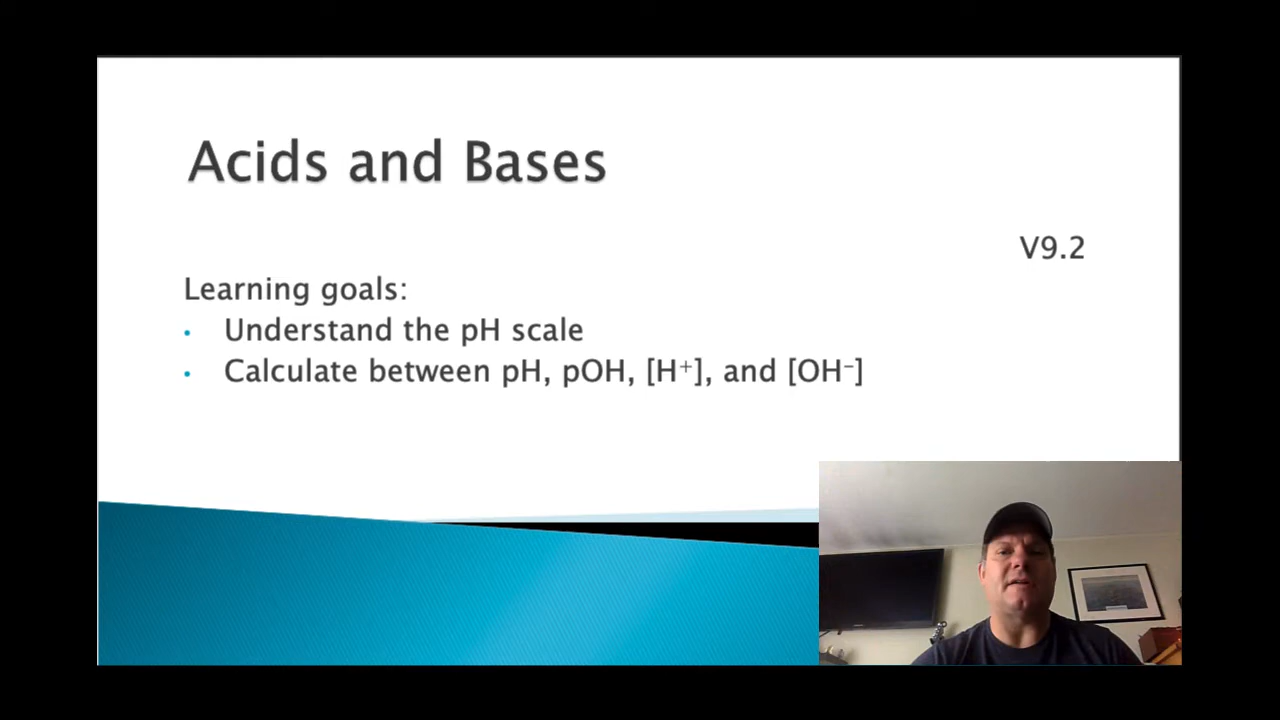 Acids and Bases
V9.2
Learning goals:
• Understand the pH scale
• Calculate between pH, pOH, [H⁺], and [OH⁻]